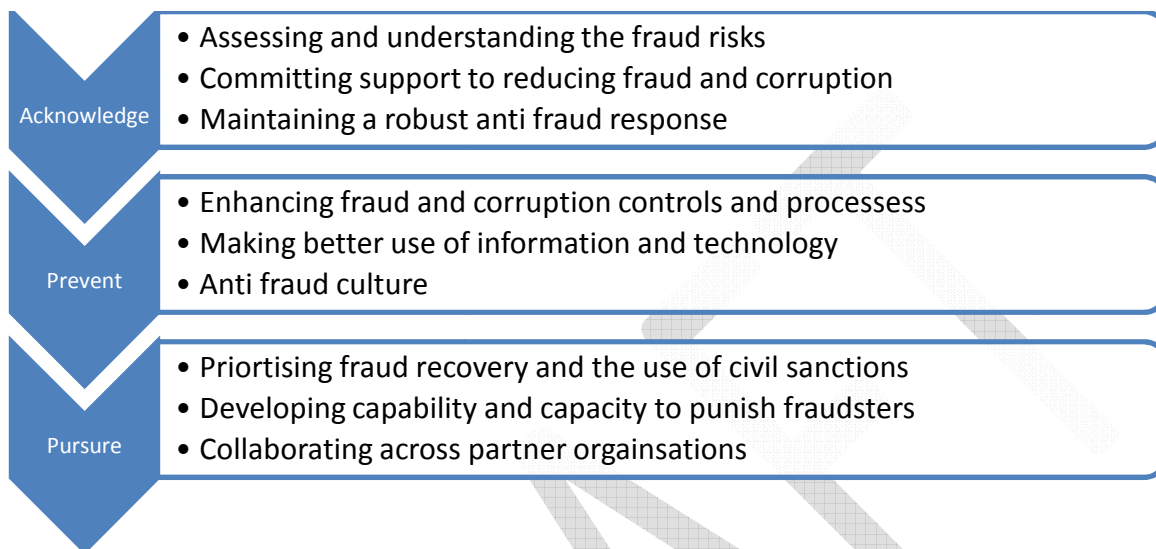 Acknowledge
• Assessing and understanding the fraud risks
• Committing support to reducing fraud and corruption
• Maintaining a robust anti fraud response
Prevent
• Enhancing fraud and corruption controls and processess
• Making better use of information and technology
• Anti fraud culture
Pursure
• Priortising fraud recovery and the use of civil sanctions
• Developing capability and capacity to punish fraudsters
• Collaborating across partner orgainsations